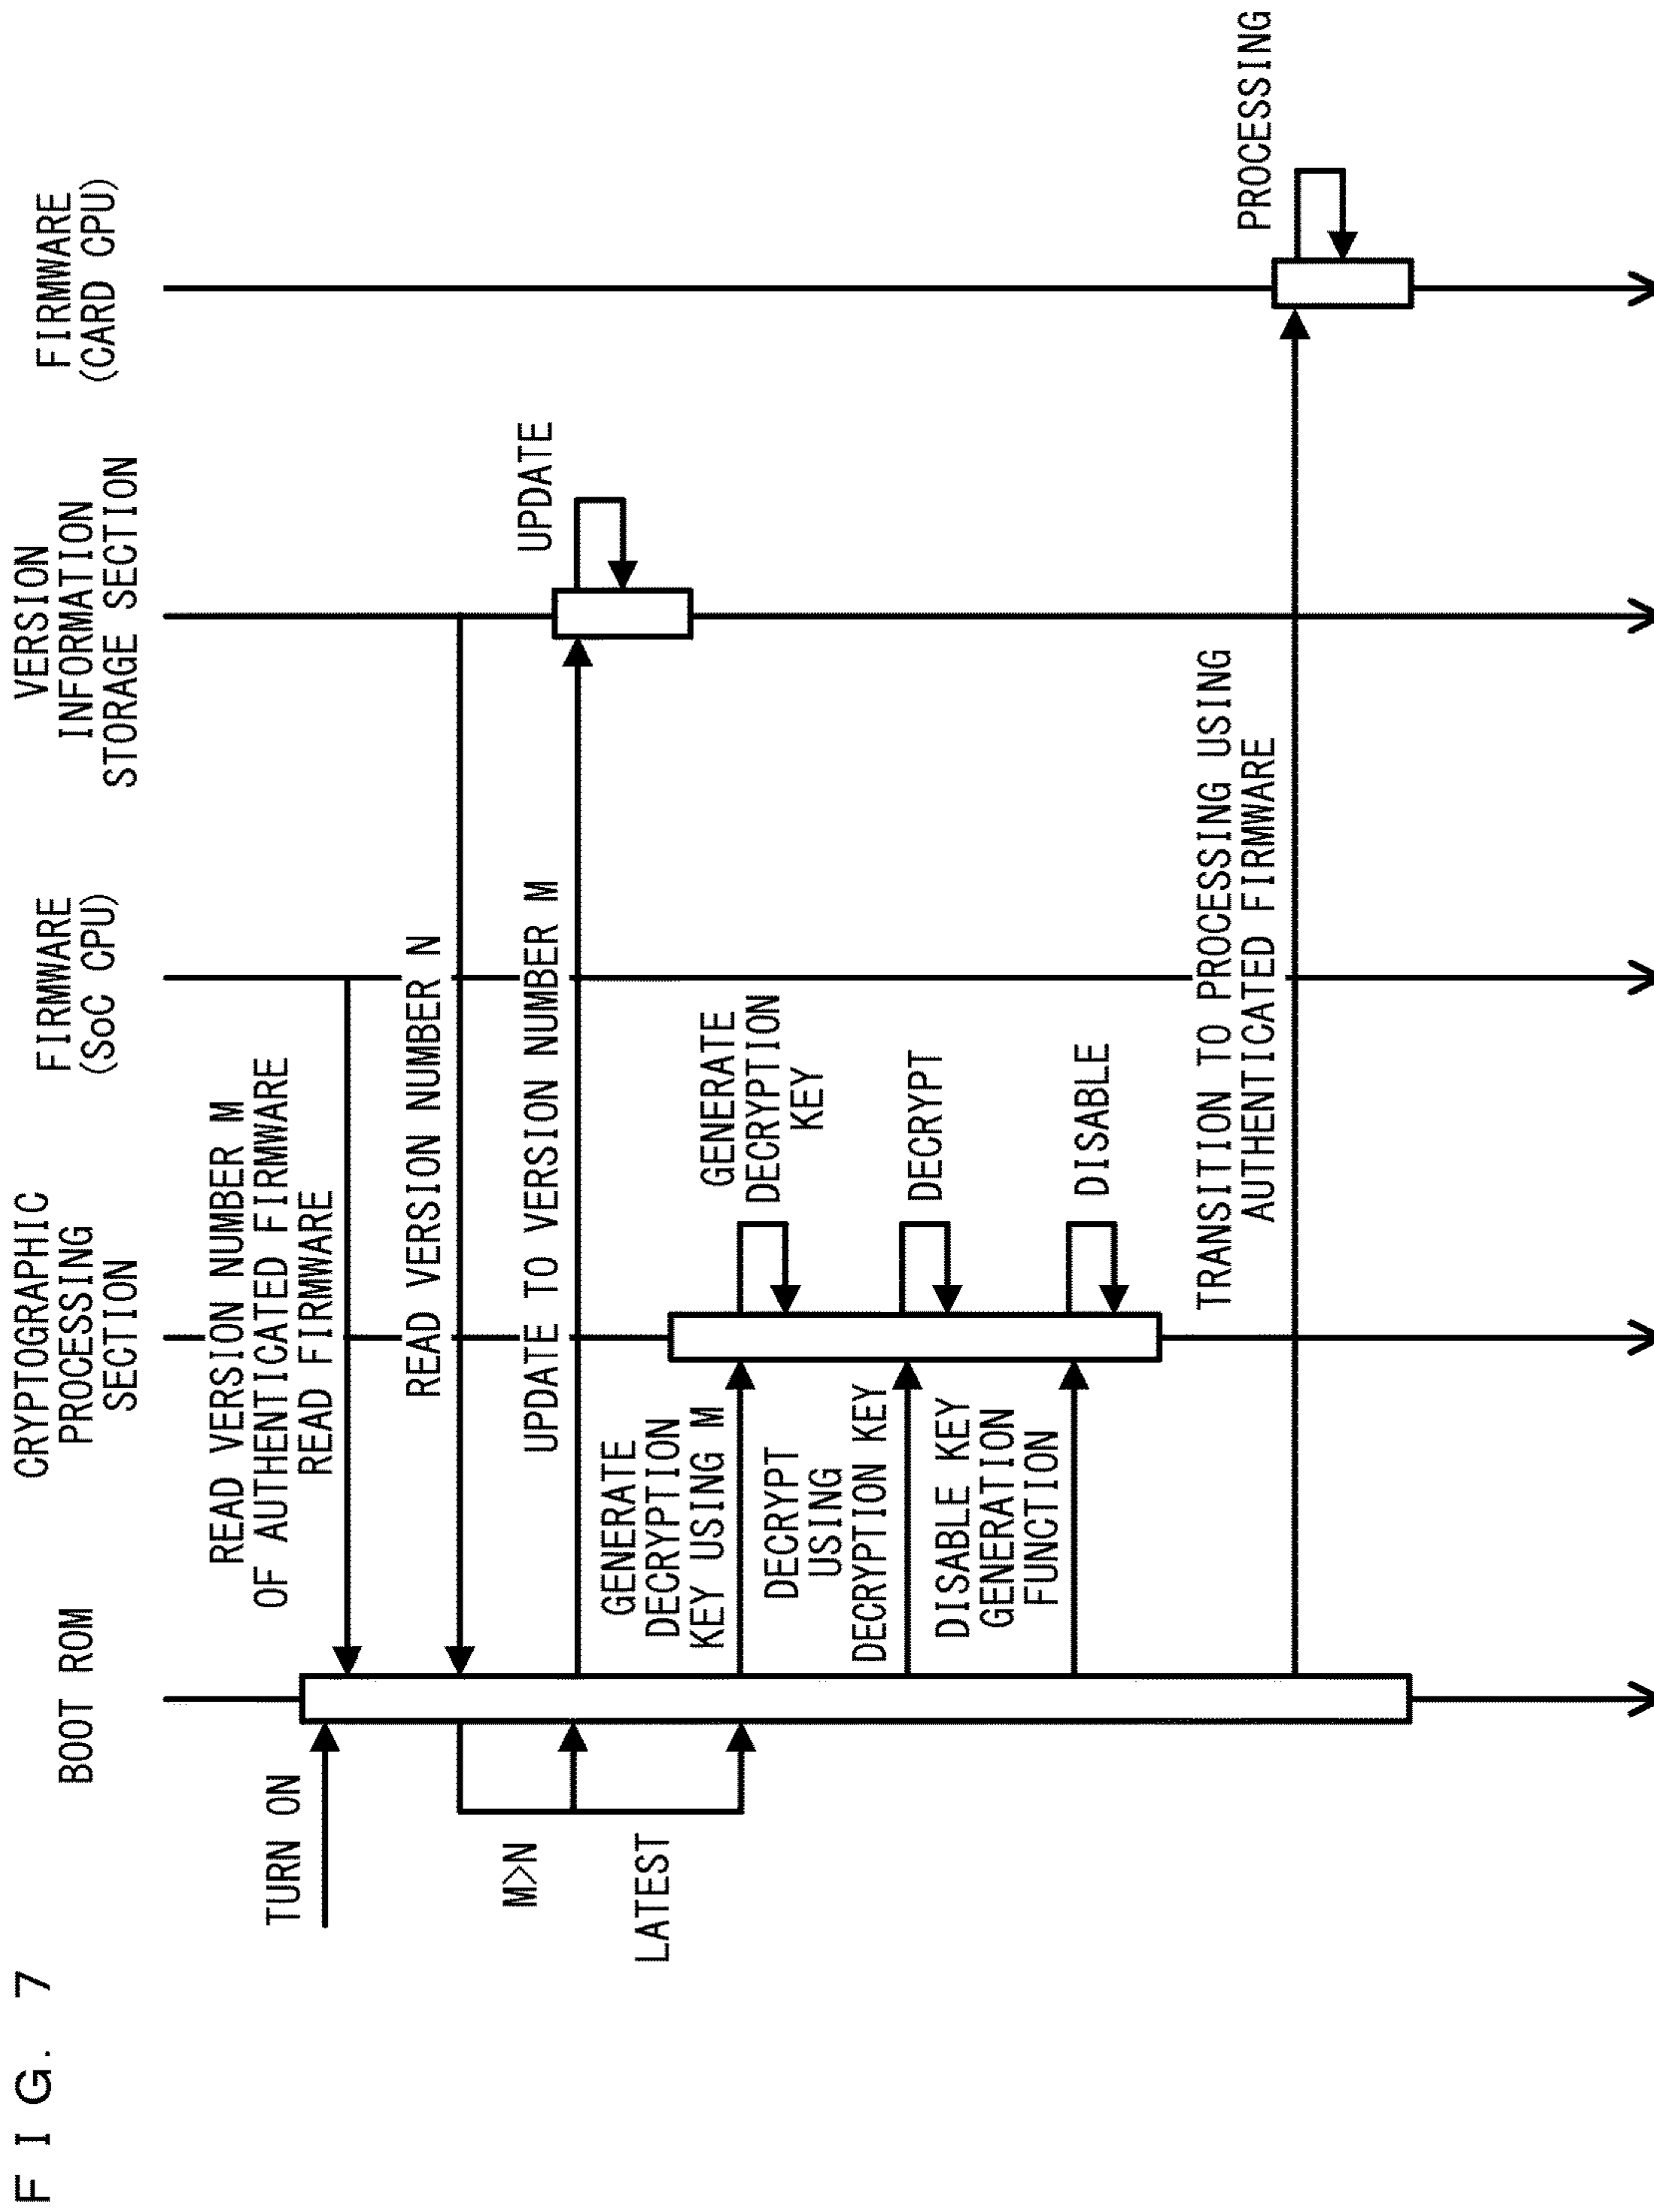 FIG. 7
BOOT ROM
CRYPTOGRAPHIC
PROCESSING
SECTION
FIRMWARE
(SoC CPU)
VERSION
INFORMATION
STORAGE SECTION
FIRMWARE
(CARD CPU)
TURN ON
READ VERSION NUMBER M
OF AUTHENTICATED FIRMWARE
READ FIRMWARE
READ VERSION NUMBER N
M>N
UPDATE TO VERSION NUMBER M
UPDATE
LATEST
GENERATE
DECRYPTION
KEY USING M
GENERATE
DECRYPTION
KEY
DECRYPT
USING
DECRYPTION KEY
DECRYPT
DISABLE KEY
GENERATION
FUNCTION
DISABLE
TRANSITION TO PROCESSING USING
AUTHENTICATED FIRMWARE
PROCESSING